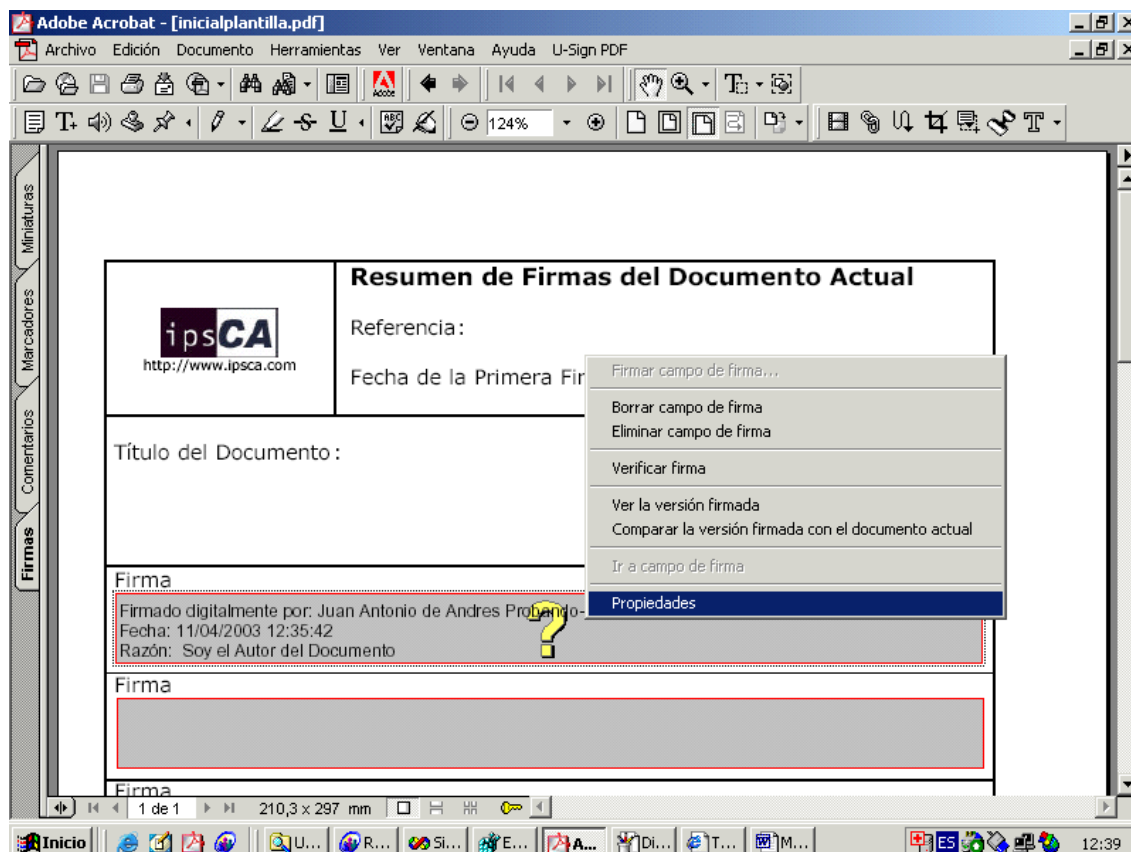 Adobe Acrobat - [inicialplantilla.pdf]
Archivo Edición Documento Herramientas Ver Ventana Ayuda U-Sign PDF
Adobe
124%
Miniaturas
Marcadores
Comentarios
Firmas
ipsCA
http://www.ipsca.com
Resumen de Firmas del Documento Actual
Referencia:
Fecha de la Primera Fir
Título del Documento:
Firmar campo de firma...
Borrar campo de firma
Eliminar campo de firma
Verificar firma
Ver la versión firmada
Comparar la versión firmada con el documento actual
Ir a campo de firma
Propiedades
Firma
Firmado digitalmente por: Juan Antonio de Andres Probando-
Fecha: 11/04/2003 12:35:42
Razón: Soy el Autor del Documento
?
Firma
Firma
1 de 1 210,3 x 297 mm
Inicio U... R... Si... E... A... Di... T... M... ES 12:39